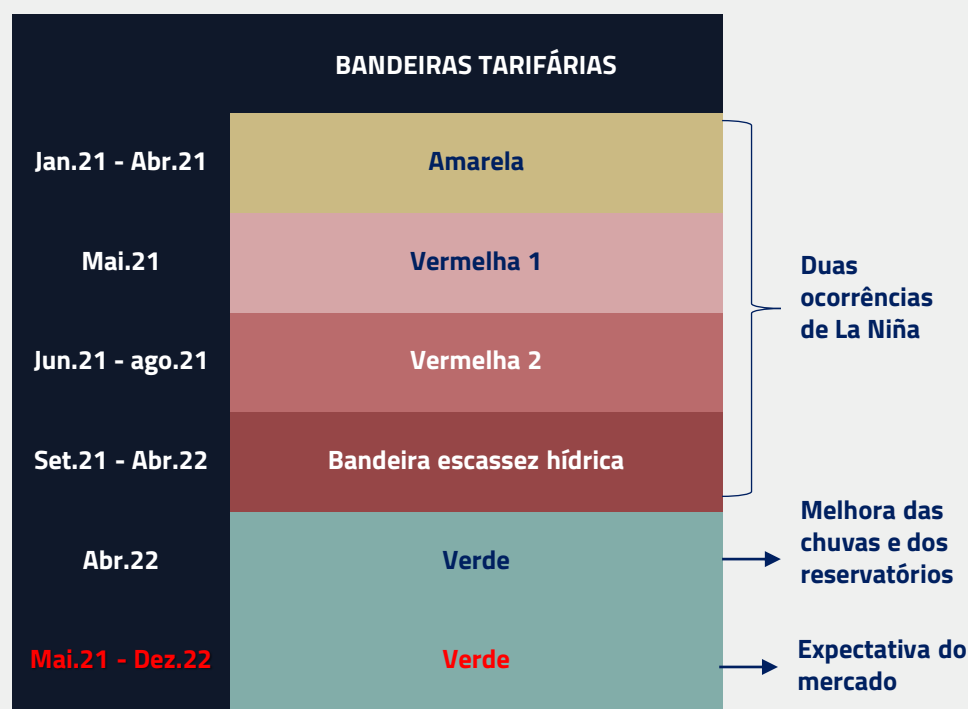 BANDEIRAS TARIFÁRIAS
Jan.21 - Abr.21
Amarela
Mai.21
Vermelha 1
Jun.21 - ago.21
Vermelha 2
Set.21 - Abr.22
Bandeira escassez hídrica
Duas
ocorrências
de La Niña
Abr.22
Verde
Melhora das
chuvas e dos
reservatórios
Mai.21 - Dez.22
Verde
Expectativa do
mercado